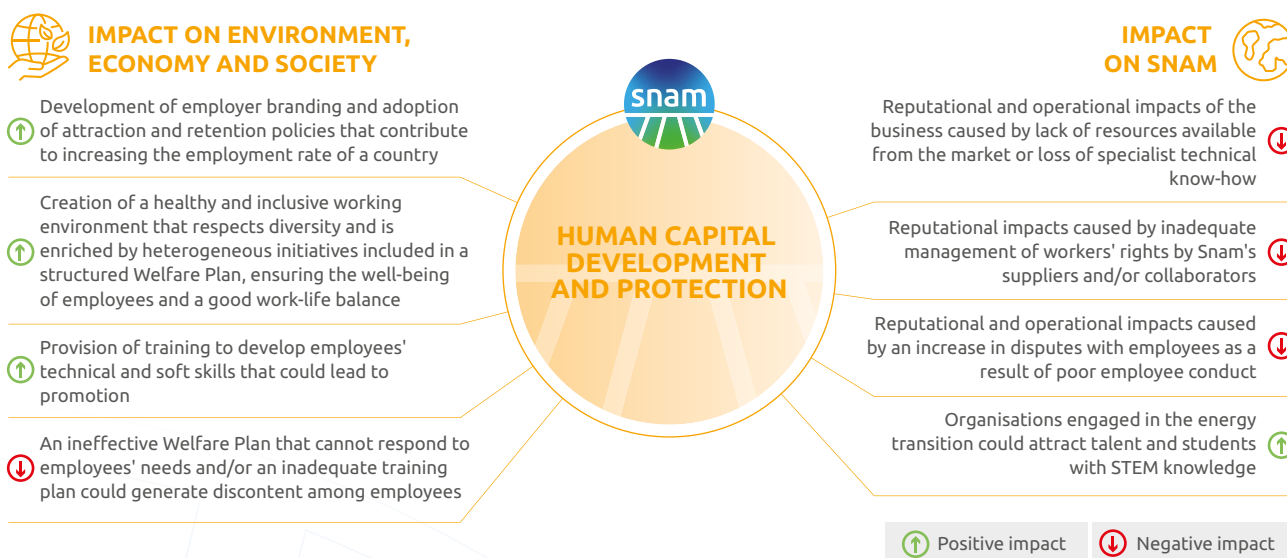 IMPACT ON ENVIRONMENT,
ECONOMY AND SOCIETY
Development of employer branding and adoption
of attraction and retention policies that contribute
to increasing the employment rate of a country
Creation of a healthy and inclusive working
environment that respects diversity and is
enriched by heterogeneous initiatives included in a
structured Welfare Plan, ensuring the well-being
of employees and a good work-life balance
Provision of training to develop employees'
technical and soft skills that could lead to
promotion
An ineffective Welfare Plan that cannot respond to
employees' needs and/or an inadequate training
plan could generate discontent among employees
snam
HUMAN CAPITAL
DEVELOPMENT
AND PROTECTION
IMPACT
ON SNAM
Reputational and operational impacts of the
business caused by lack of resources available
from the market or loss of specialist technical
know-how
Reputational impacts caused by inadequate
management of workers' rights by Snam's
suppliers and/or collaborators
Reputational and operational impacts caused
by an increase in disputes with employees as a
result of poor employee conduct
Organisations engaged in the energy
transition could attract talent and students
with STEM knowledge
Positive impact
Negative impact